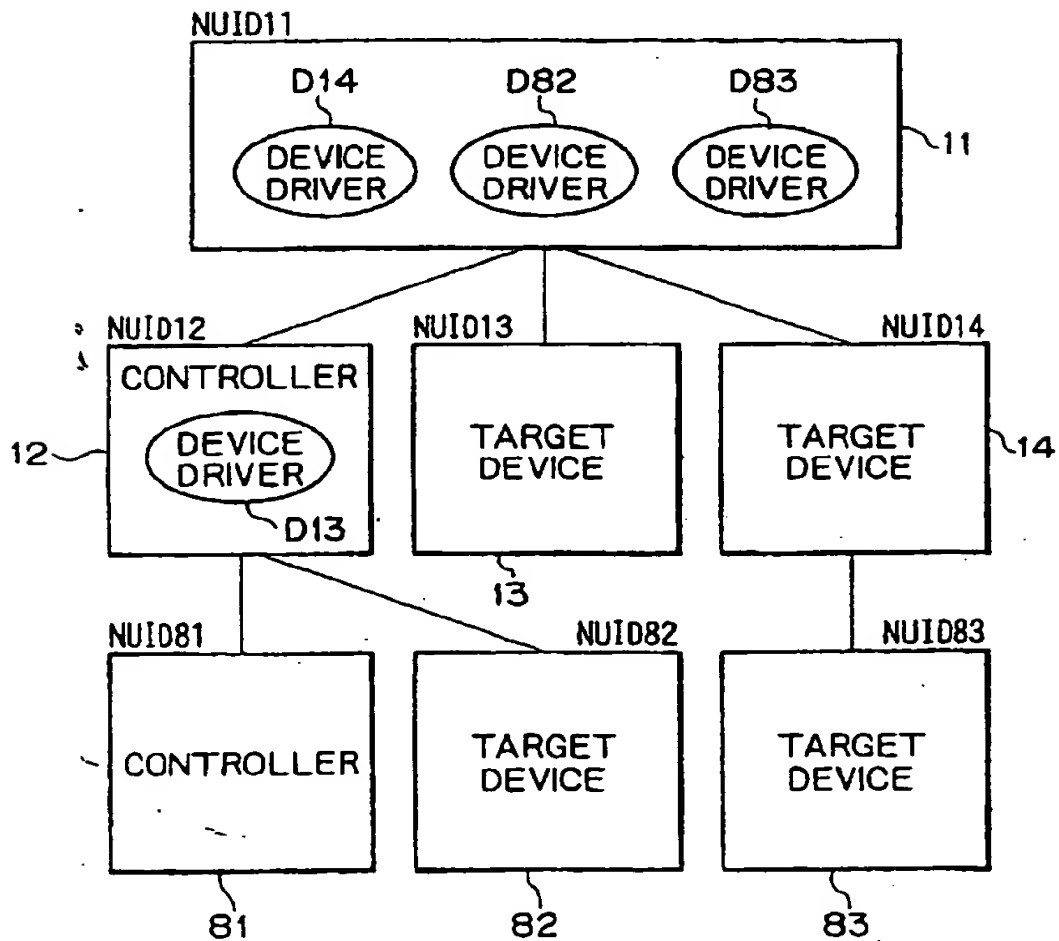 NUID11
D14 D82 D83
DEVICE DRIVER
DEVICE DRIVER
DEVICE DRIVER
11
NUID12 NUID13 NUID14
CONTROLLER
DEVICE
DRIVER
D13
12
TARGET
DEVICE
13
TARGET
DEVICE
14
NUID81 NUID82 NUID83
CONTROLLER
TARGET
DEVICE
TARGET
DEVICE
81 82 83